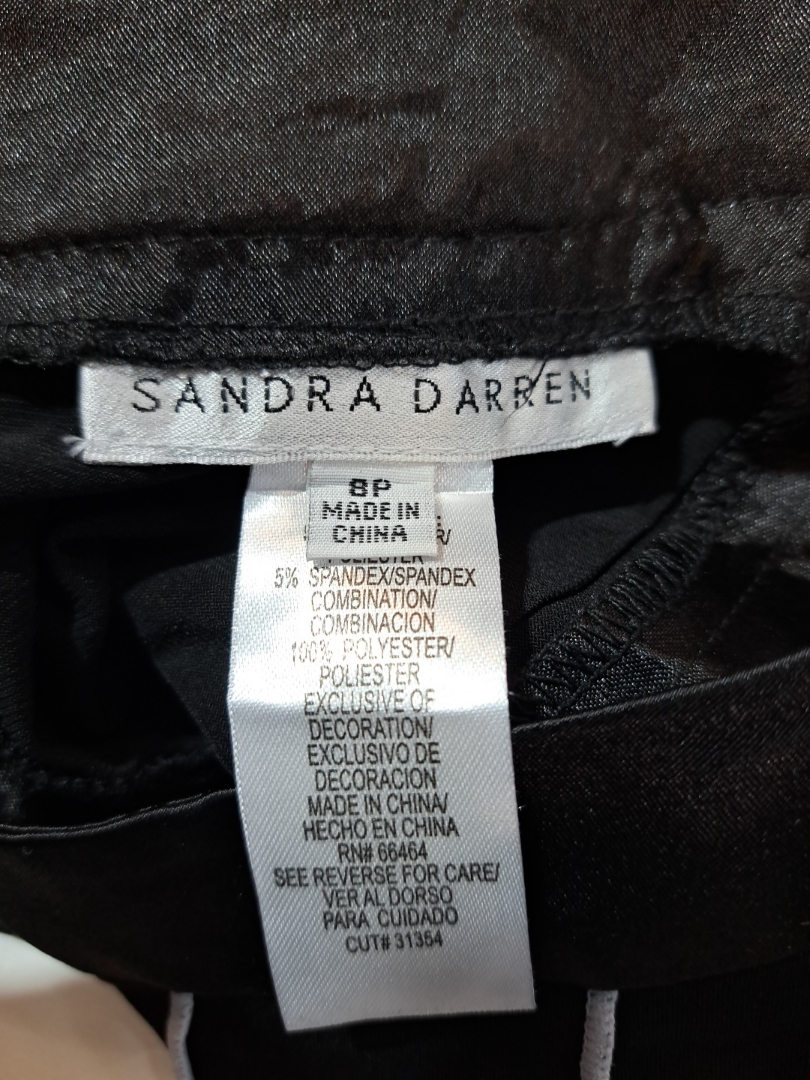 SANDRA DARREN
8P
MADE IN
CHINA
POLIESTER
5% SPANDEX/SPANDEX
COMBINATION/
COMBINACION
100% POLYESTER/
POLIESTER
EXCLUSIVE OF
DECORATION/
EXCLUSIVO DE
DECORACION
MADE IN CHINA/
HECHO EN CHINA
RN# 66464
SEE REVERSE FOR CARE/
VER AL DORSO
PARA CUIDADO
CUT# 31354